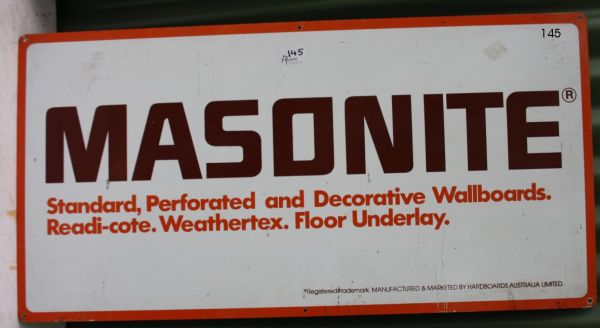 145
145
MASONITE®
Standard, Perforated and Decorative Wallboards.
Readi-cote. Weathertex. Floor Underlay.
*Registered trademark. MANUFACTURED & MARKETED BY HARDBOARDS AUSTRALIA LIMITED.